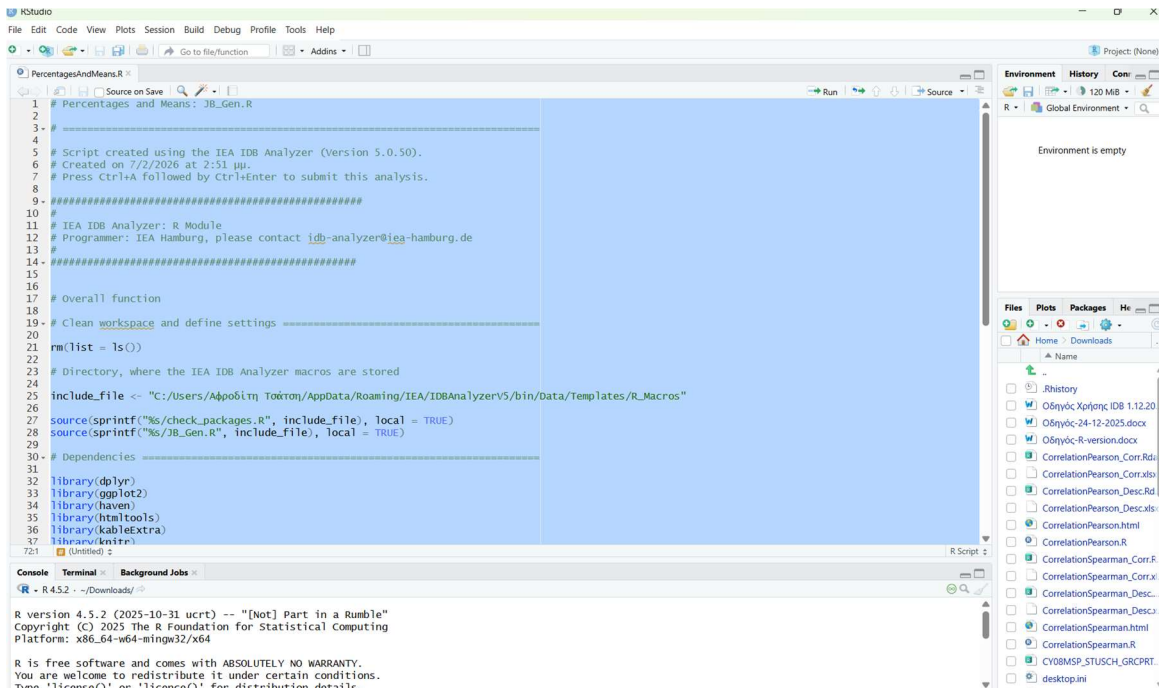 RStudio
File Edit Code View Plots Session Build Debug Profile Tools Help
Go to file/function Addins Project: (None)
PercentagesAndMeans.R
Source on Save Run Source
1 # Percentages and Means: JB_Gen.R
2
3 # ==============================================================================
4
5 # Script created using the IEA IDB Analyzer (Version 5.0.50).
6 # Created on 7/2/2026 at 2:51 μμ.
7 # Press Ctrl+A followed by Ctrl+Enter to submit this analysis.
8
9 ###################################################
10 #
11 # IEA IDB Analyzer: R Module
12 # Programmer: IEA Hamburg, please contact idb-analyzer@iea-hamburg.de
13 #
14 ##################################################
15
16
17 # Overall function
18
19 # Clean workspace and define settings ==========================================
20
21 rm(list = ls())
22
23 # Directory, where the IEA IDB Analyzer macros are stored
24
25 include_file <- "C:/Users/Αφροδίτη Τσάτση/AppData/Roaming/IEA/IDBAnalyzerV5/bin/Data/Templates/R_Macros"
26
27 source(sprintf("%s/check_packages.R", include_file), local = TRUE)
28 source(sprintf("%s/JB_Gen.R", include_file), local = TRUE)
29
30 # Dependencies =================================================================
31
32 library(dplyr)
33 library(ggplot2)
34 library(haven)
35 library(htmltools)
36 library(kableExtra)
37 library(knitr)
72:1 (Untitled) R Script
Console Terminal Background Jobs
R 4.5.2 · ~/Downloads/
R version 4.5.2 (2025-10-31 ucrt) -- "[Not] Part in a Rumble"
Copyright (C) 2025 The R Foundation for Statistical Computing
Platform: x86_64-w64-mingw32/x64
R is free software and comes with ABSOLUTELY NO WARRANTY.
You are welcome to redistribute it under certain conditions.
Type 'license()' or 'licence()' for distribution details.
Environment History Conr
120 MiB
R Global Environment
Environment is empty
Files Plots Packages He
Home Downloads
Name
..
.Rhistory
Οδηγός Χρήσης IDB 1.12.20
Οδηγός-24-12-2025.docx
Οδηγός-R-version.docx
CorrelationPearson_Corr.Rda
CorrelationPearson_Corr.xlsx
CorrelationPearson_Desc.Rd
CorrelationPearson_Desc.xls
CorrelationPearson.html
CorrelationPearson.R
CorrelationSpearman_Corr.R
CorrelationSpearman_Corr.xl
CorrelationSpearman_Desc...
CorrelationSpearman_Desc.x
CorrelationSpearman.html
CorrelationSpearman.R
CY08MSP_STUSCH_GRCPRT
desktop.ini